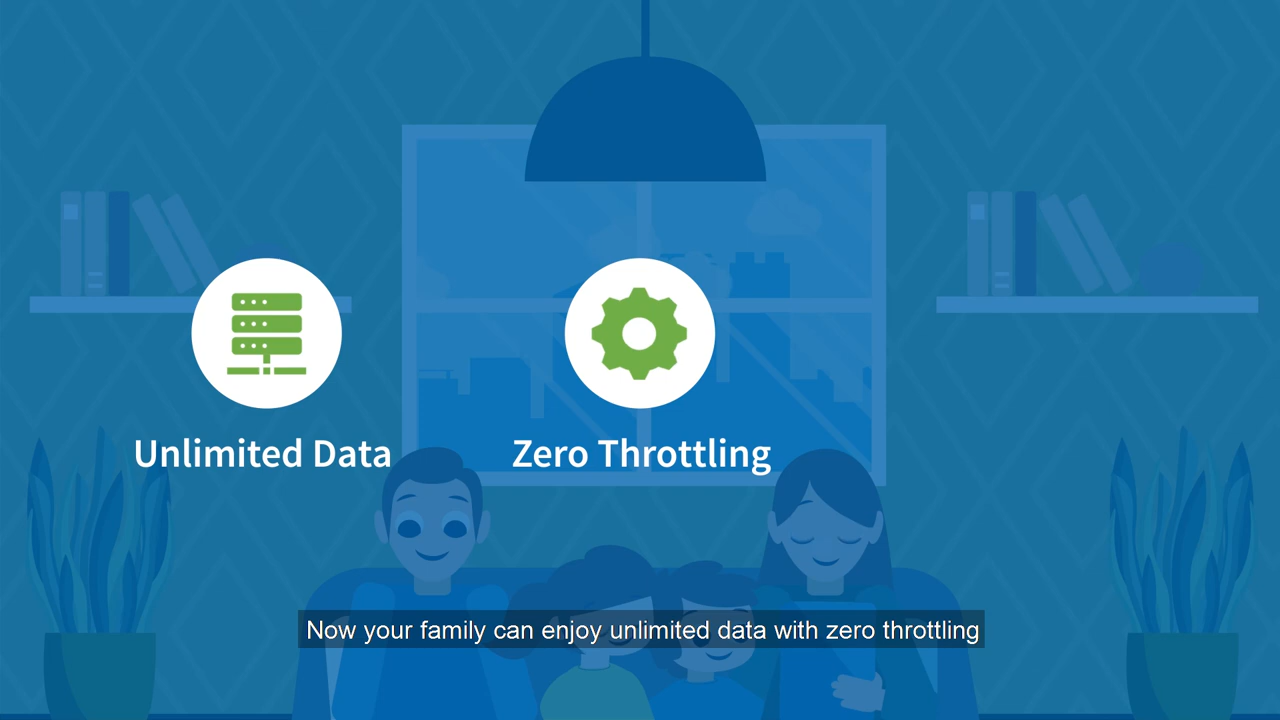 Unlimited Data
Zero Throttling
Now your family can enjoy unlimited data with zero throttling